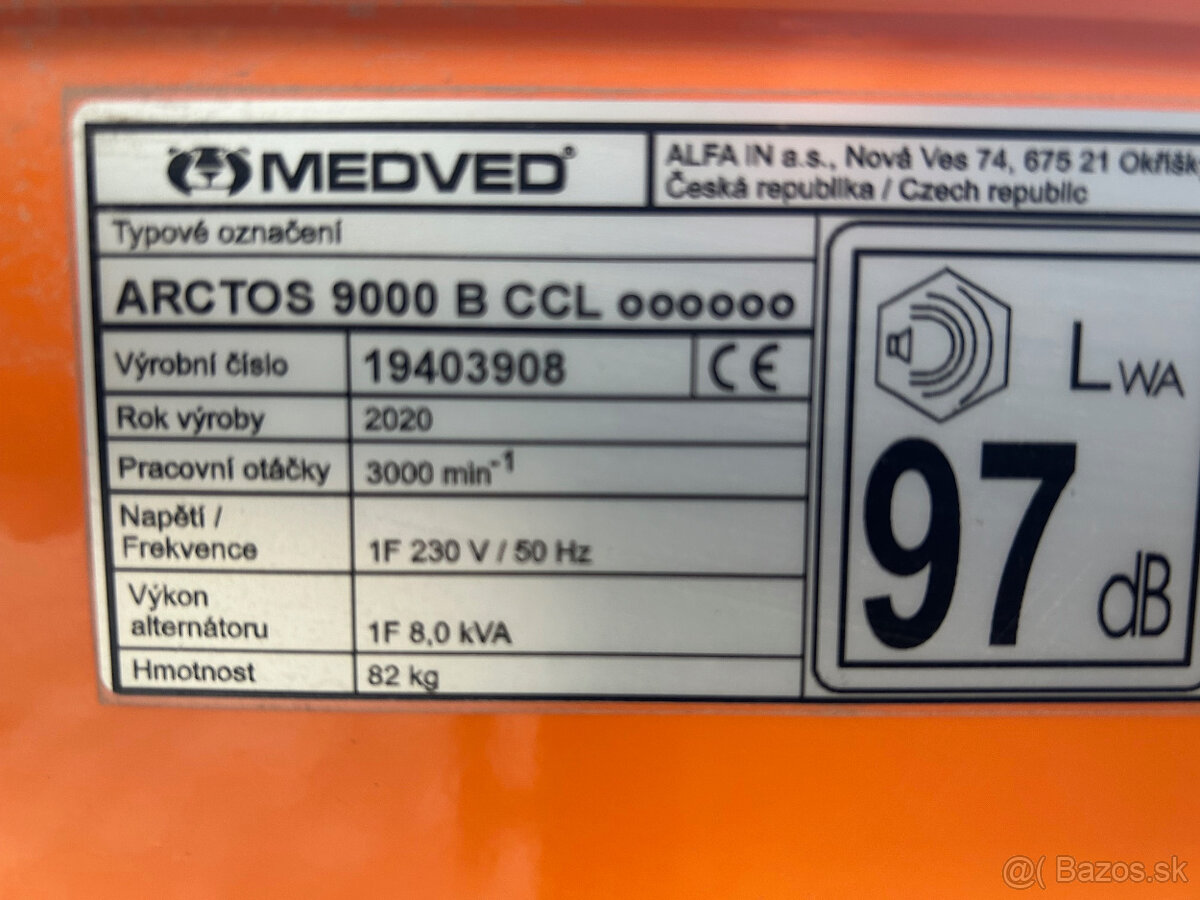 MEDVED®
ALFA IN a.s., Nová Ves 74, 675 21
Česká republika / Czech republic
Typové označení
ARCTOS 9000 B CCL oooooo
Výrobní číslo 19403908 CE
Rok výroby 2020
Pracovní otáčky 3000 min⁻¹
Napětí /
Frekvence 1F 230 V / 50 Hz
Výkon
alternátoru 1F 8,0 kVA
Hmotnost 82 kg
LWA
97
dB
@( Bazos.sk